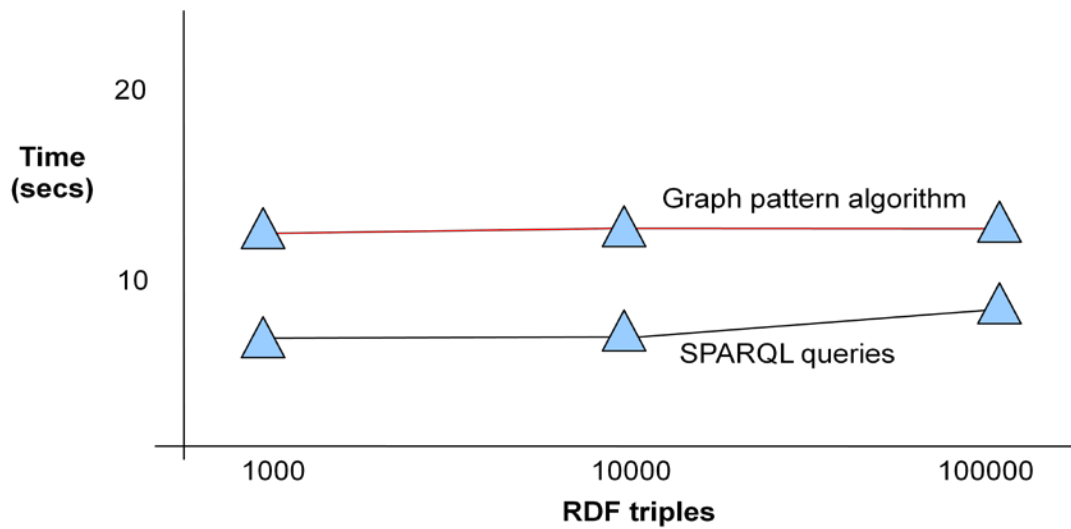 20
Time
(secs)
Graph pattern algorithm
10
SPARQL queries
1000 10000 100000
RDF triples